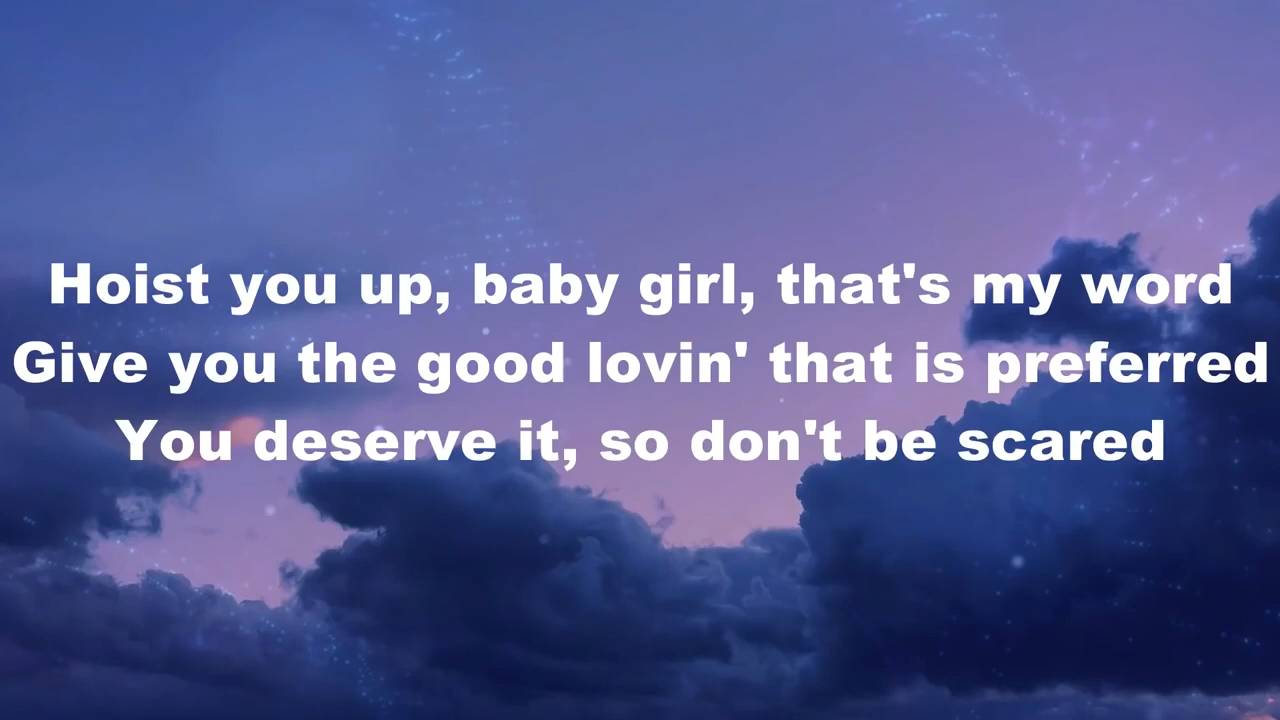 Hoist you up, baby girl, that's my word
Give you the good lovin' that is preferred
You deserve it, so don't be scared